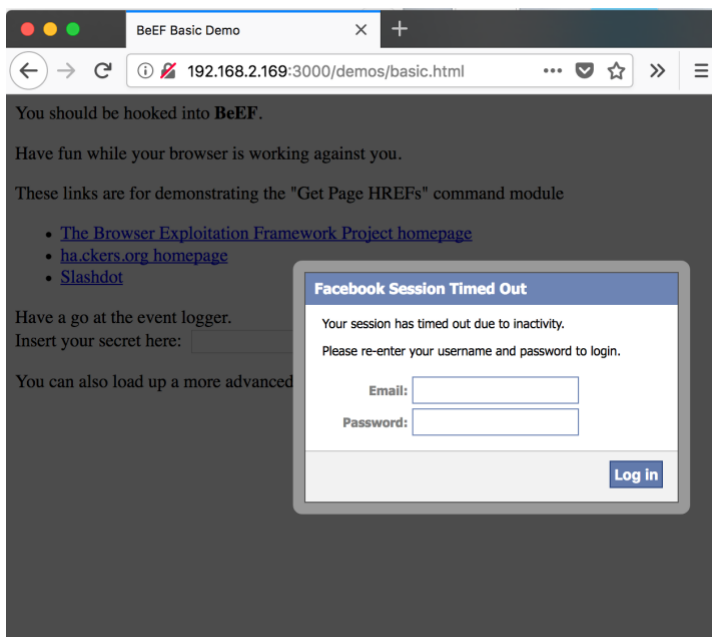 BeEF Basic Demo
192.168.2.169:3000/demos/basic.html
You should be hooked into BeEF.
Have fun while your browser is working against you.
These links are for demonstrating the "Get Page HREFs" command module
The Browser Exploitation Framework Project homepage
ha.ckers.org homepage
Slashdot
Have a go at the event logger.
Insert your secret here:
You can also load up a more advanced
Facebook Session Timed Out
Your session has timed out due to inactivity.
Please re-enter your username and password to login.
Email:
Password:
Log in